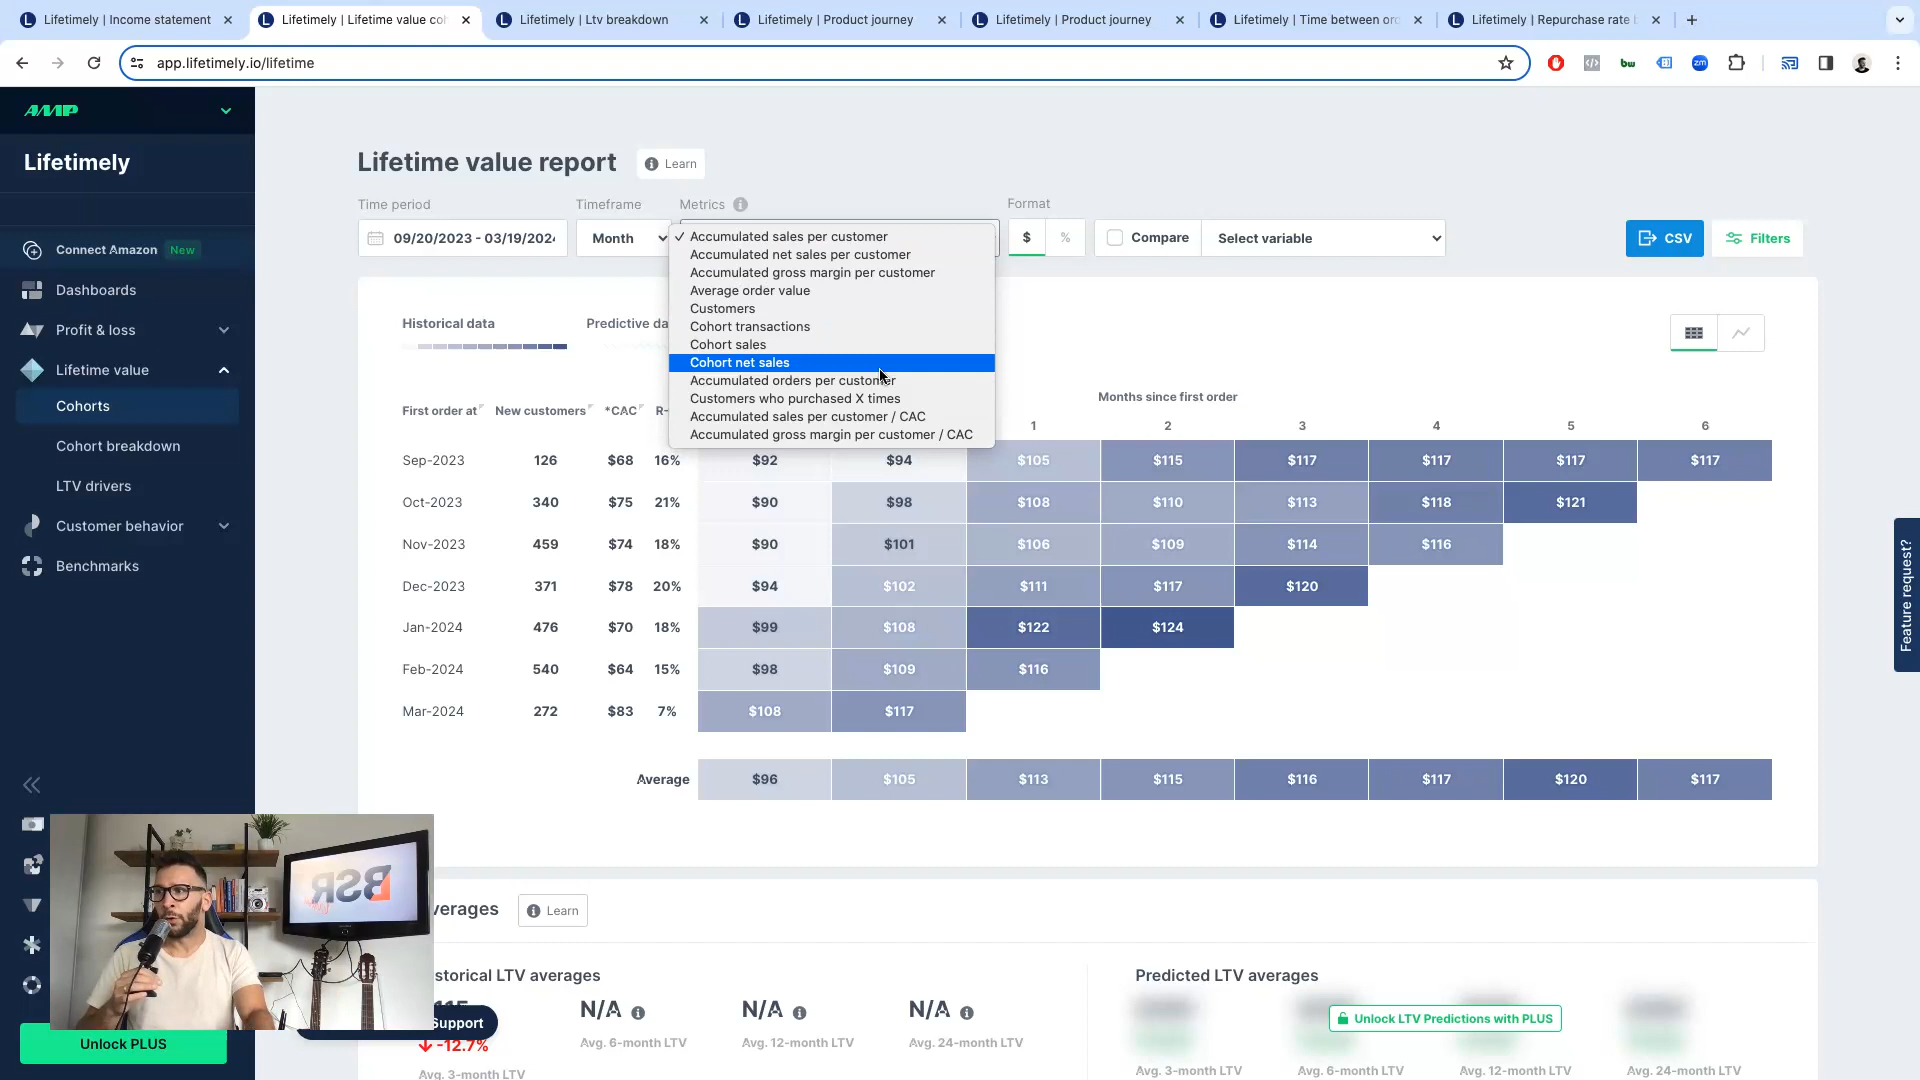 Lifetimely | Income statement
Lifetimely | Lifetime value co
Lifetimely | Ltv breakdown
Lifetimely | Product journey
Lifetimely | Product journey
Lifetimely | Time between or
Lifetimely | Repurchase rate
app.lifetimely.io/lifetime
AMP
Lifetimely
Connect Amazon New
Dashboards
Profit & loss
Lifetime value
Cohorts
Cohort breakdown
LTV drivers
Customer behavior
Benchmarks
Unlock PLUS
Lifetime value report Learn
Time period Timeframe Metrics Format
09/20/2023 - 03/19/2024 Month $ % Compare Select variable CSV Filters
Accumulated sales per customer
Accumulated net sales per customer
Accumulated gross margin per customer
Average order value
Customers
Cohort transactions
Cohort sales
Cohort net sales
Accumulated orders per customer
Customers who purchased X times
Accumulated sales per customer / CAC
Accumulated gross margin per customer / CAC
Historical data Predictive da
Months since first order
First order at New customers *CAC R-
1 2 3 4 5 6
Sep-2023 126 $68 16% $92 $94 $105 $115 $117 $117 $117 $117
Oct-2023 340 $75 21% $90 $98 $108 $110 $113 $118 $121
Nov-2023 459 $74 18% $90 $101 $106 $109 $114 $116
Dec-2023 371 $78 20% $94 $102 $111 $117 $120
Jan-2024 476 $70 18% $99 $108 $122 $124
Feb-2024 540 $64 15% $98 $109 $116
Mar-2024 272 $83 7% $108 $117
Average $96 $105 $113 $115 $116 $117 $120 $117
Feature request?
verages Learn
storical LTV averages
N/A N/A N/A
Support
-12.7% Avg. 6-month LTV Avg. 12-month LTV Avg. 24-month LTV
Avg. 3-month LTV
Predicted LTV averages
Unlock LTV Predictions with PLUS
Avg. 3-month LTV Avg. 6-month LTV Avg. 12-month LTV Avg. 24-month LTV
BSR